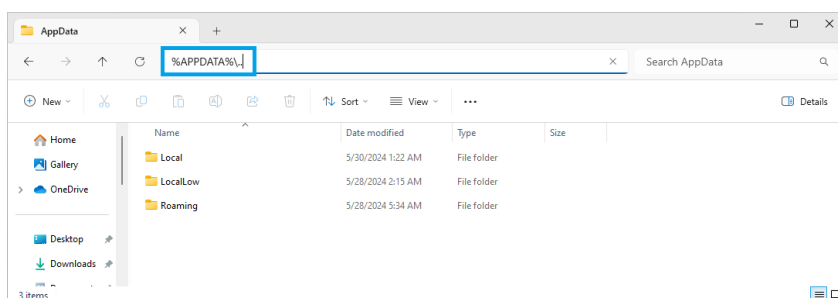 AppData
%APPDATA%\..
Search AppData
New
Sort
View
Details
Name Date modified Type Size
Home
Gallery
OneDrive
Desktop
Downloads
Local 5/30/2024 1:22 AM File folder
LocalLow 5/28/2024 2:15 AM File folder
Roaming 5/28/2024 5:34 AM File folder
3 items